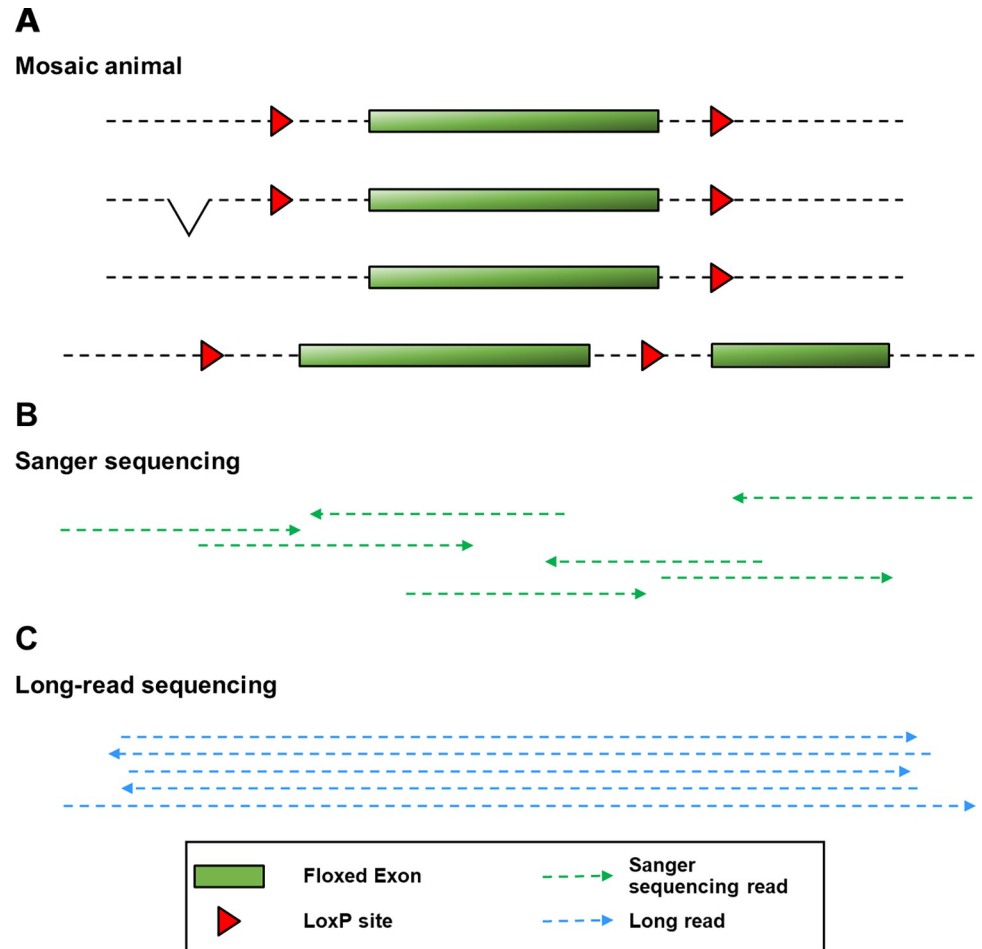 A
Mosaic animal
B
Sanger sequencing
C
Long-read sequencing
Floxed Exon
LoxP site
Sanger
sequencing read
Long read